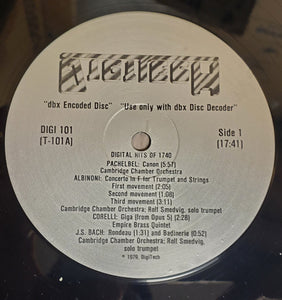 DIGITECH
"dbx Encoded Disc" "Use only with dbx Disc Decoder"
DIGI 101 Side 1
[T-101A] (17:41)
DIGITAL HITS OF 1740
PACHELBEL: Canon (5:57)
Cambridge Chamber Orchestra
ALBINONI: Concerto in F for Trumpet and Strings
First movement (2:05)
Second movement (1:08)
Third movement (3:11)
Cambridge Chamber Orchestra; Rolf Smedvig, solo trumpet
CORELLI: Giga (from Opus 5) (2:28)
Empire Brass Quintet
J.S. BACH: Rondeau (1:31) and Badinerie (0:52)
Cambridge Chamber Orchestra; Rolf Smedvig,
solo trumpet
℗ 1979, DigiTech